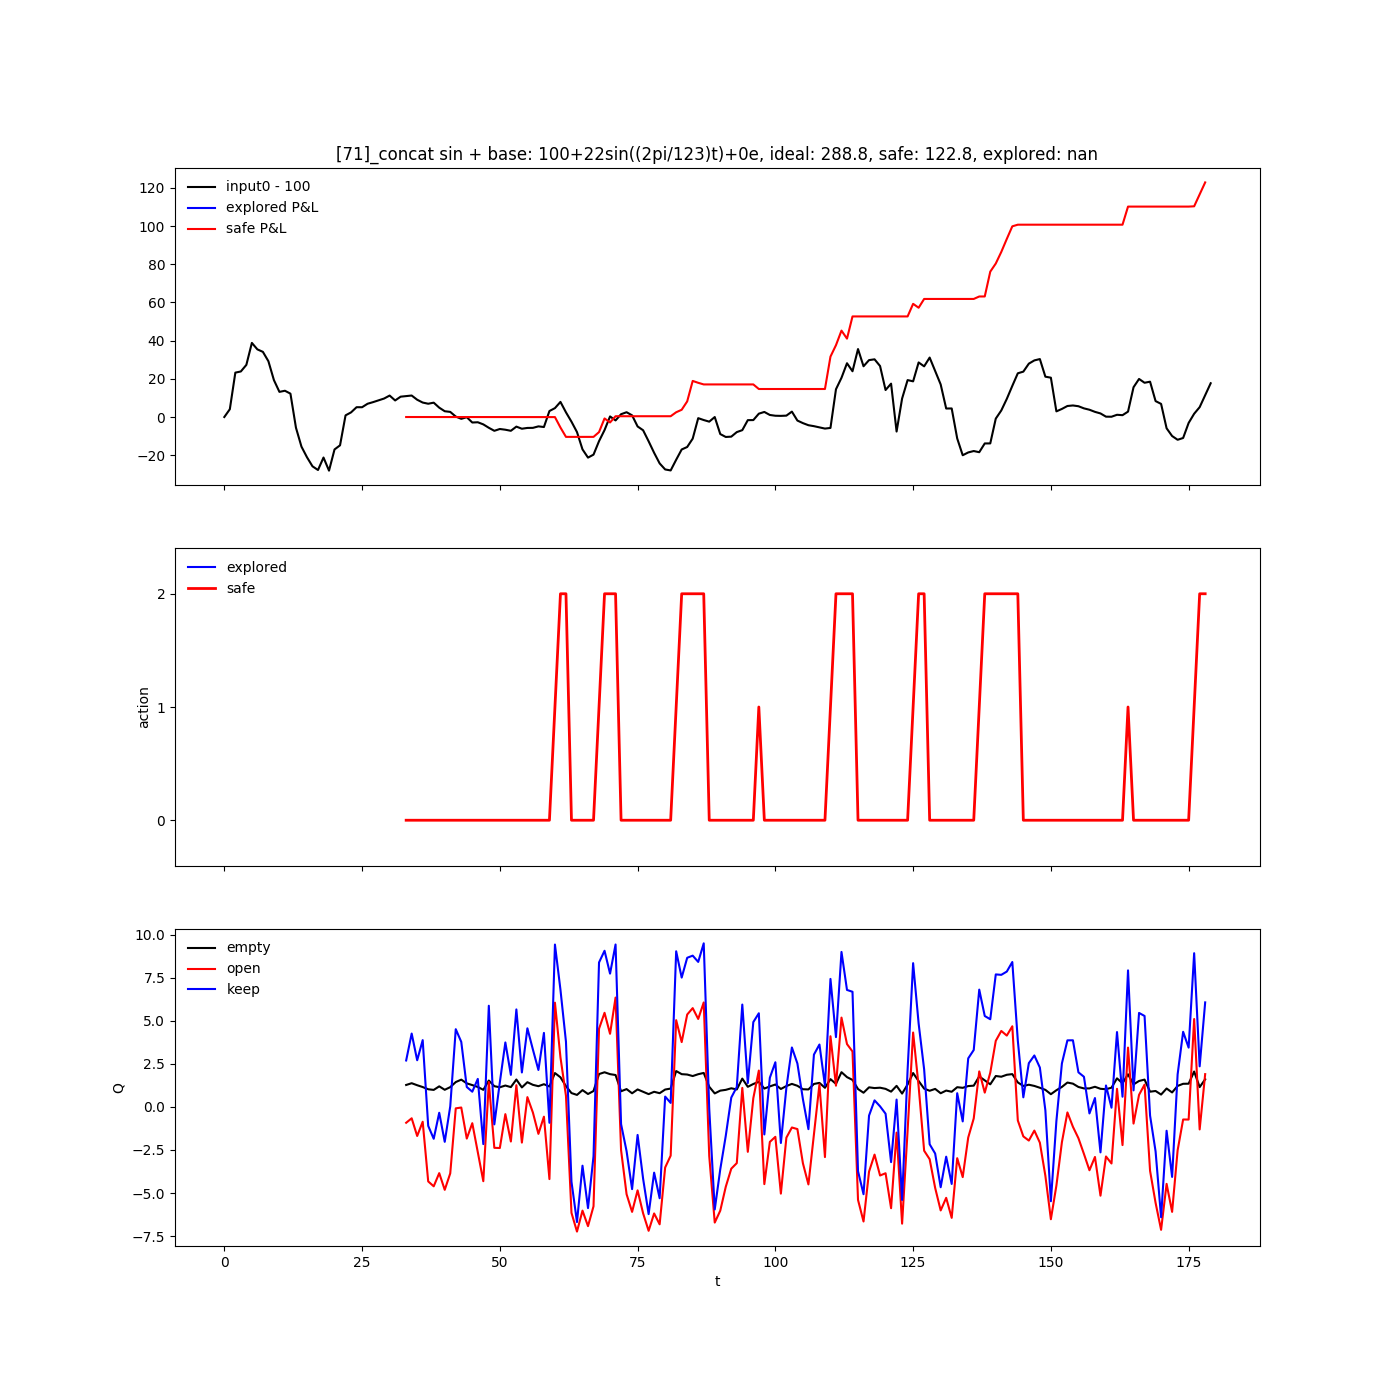 [71]_concat sin + base: 100+22sin((2pi/123)t)+0e, ideal: 288.8, safe: 122.8, explored: nan
input0 - 100
explored P&L
safe P&L
120
100
80
60
40
20
0
−20
explored
safe
2
1
0
action
empty
open
keep
10.0
7.5
5.0
2.5
0.0
−2.5
−5.0
−7.5
Q
0 25 50 75 100 125 150 175
t